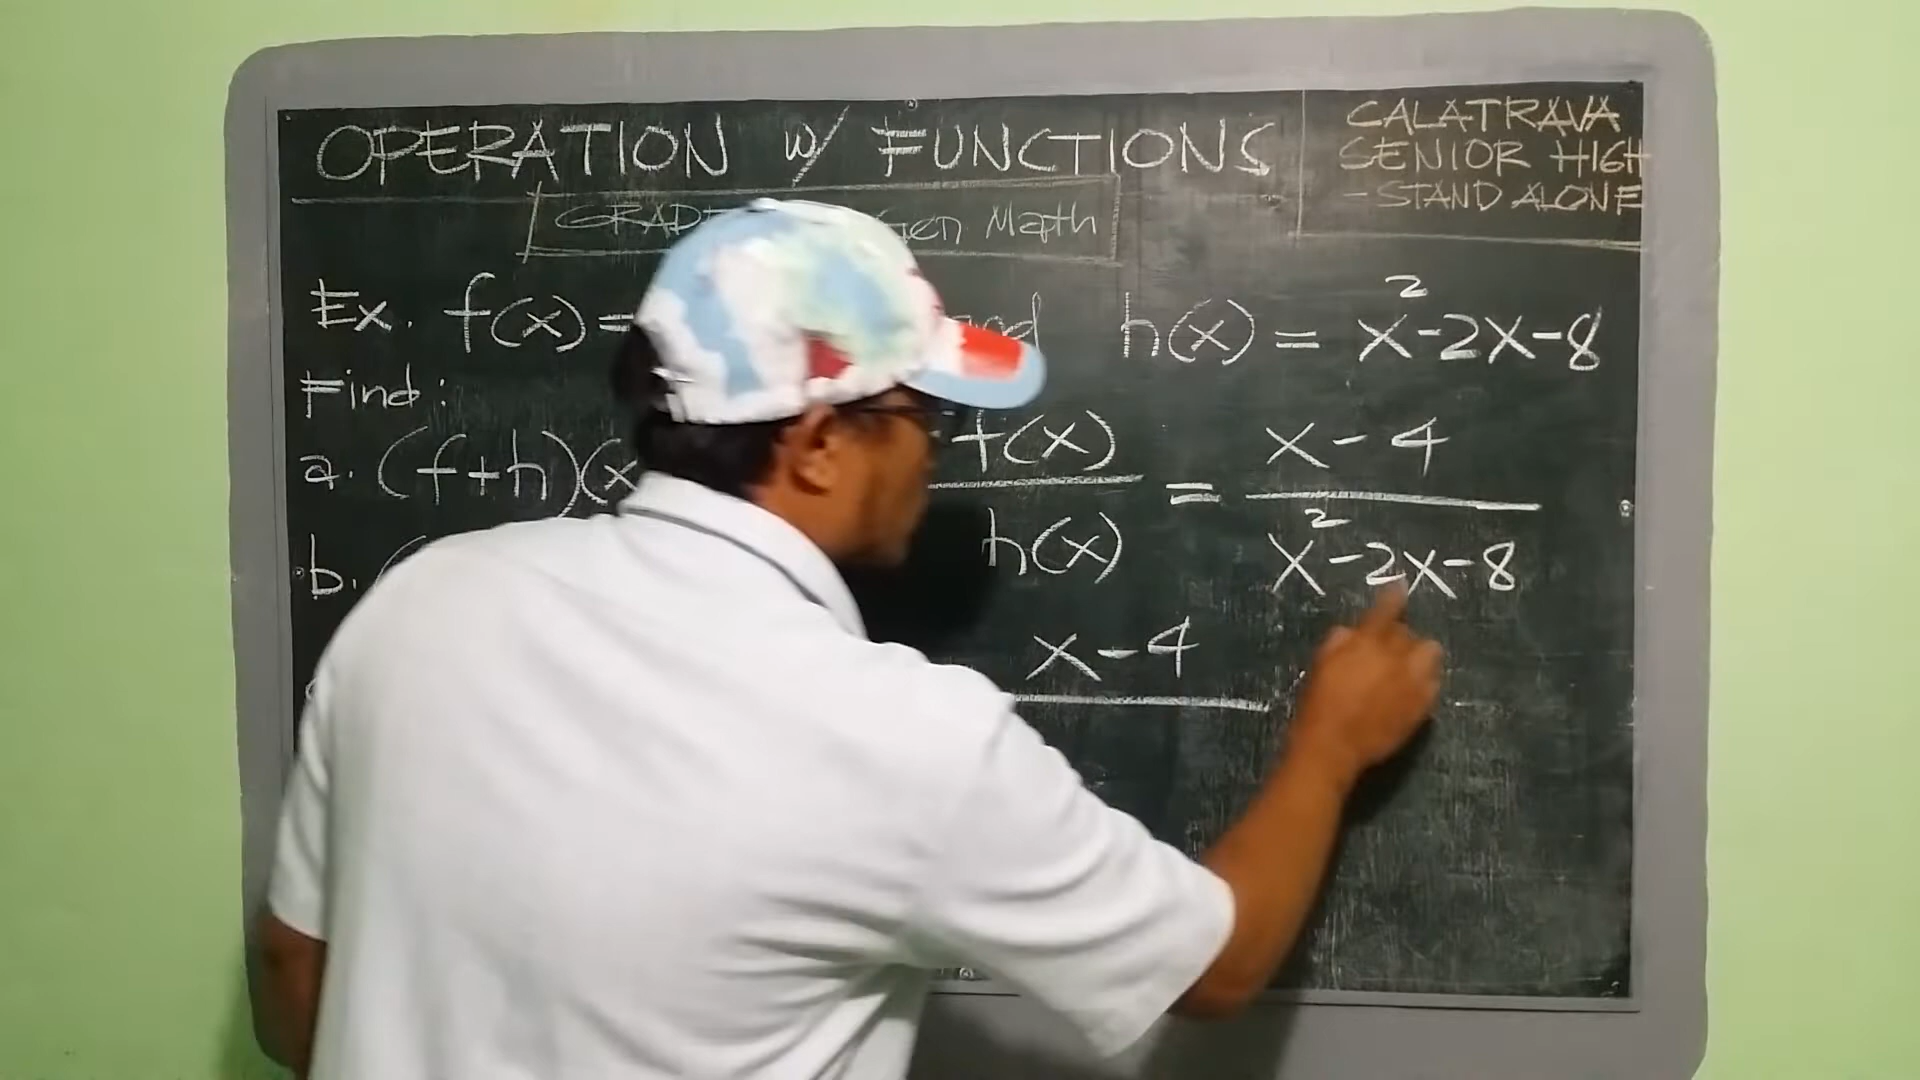 OPERATION w/ FUNCTIONS
CALATRAVA
SENIOR HIGH
- STAND ALONE
Gen Math
Ex. f(x) = and h(x) = x² - 2x - 8
Find:
a. (f+h)(x
f(x) / h(x) = x - 4 / x² - 2x - 8
b. (
x - 4